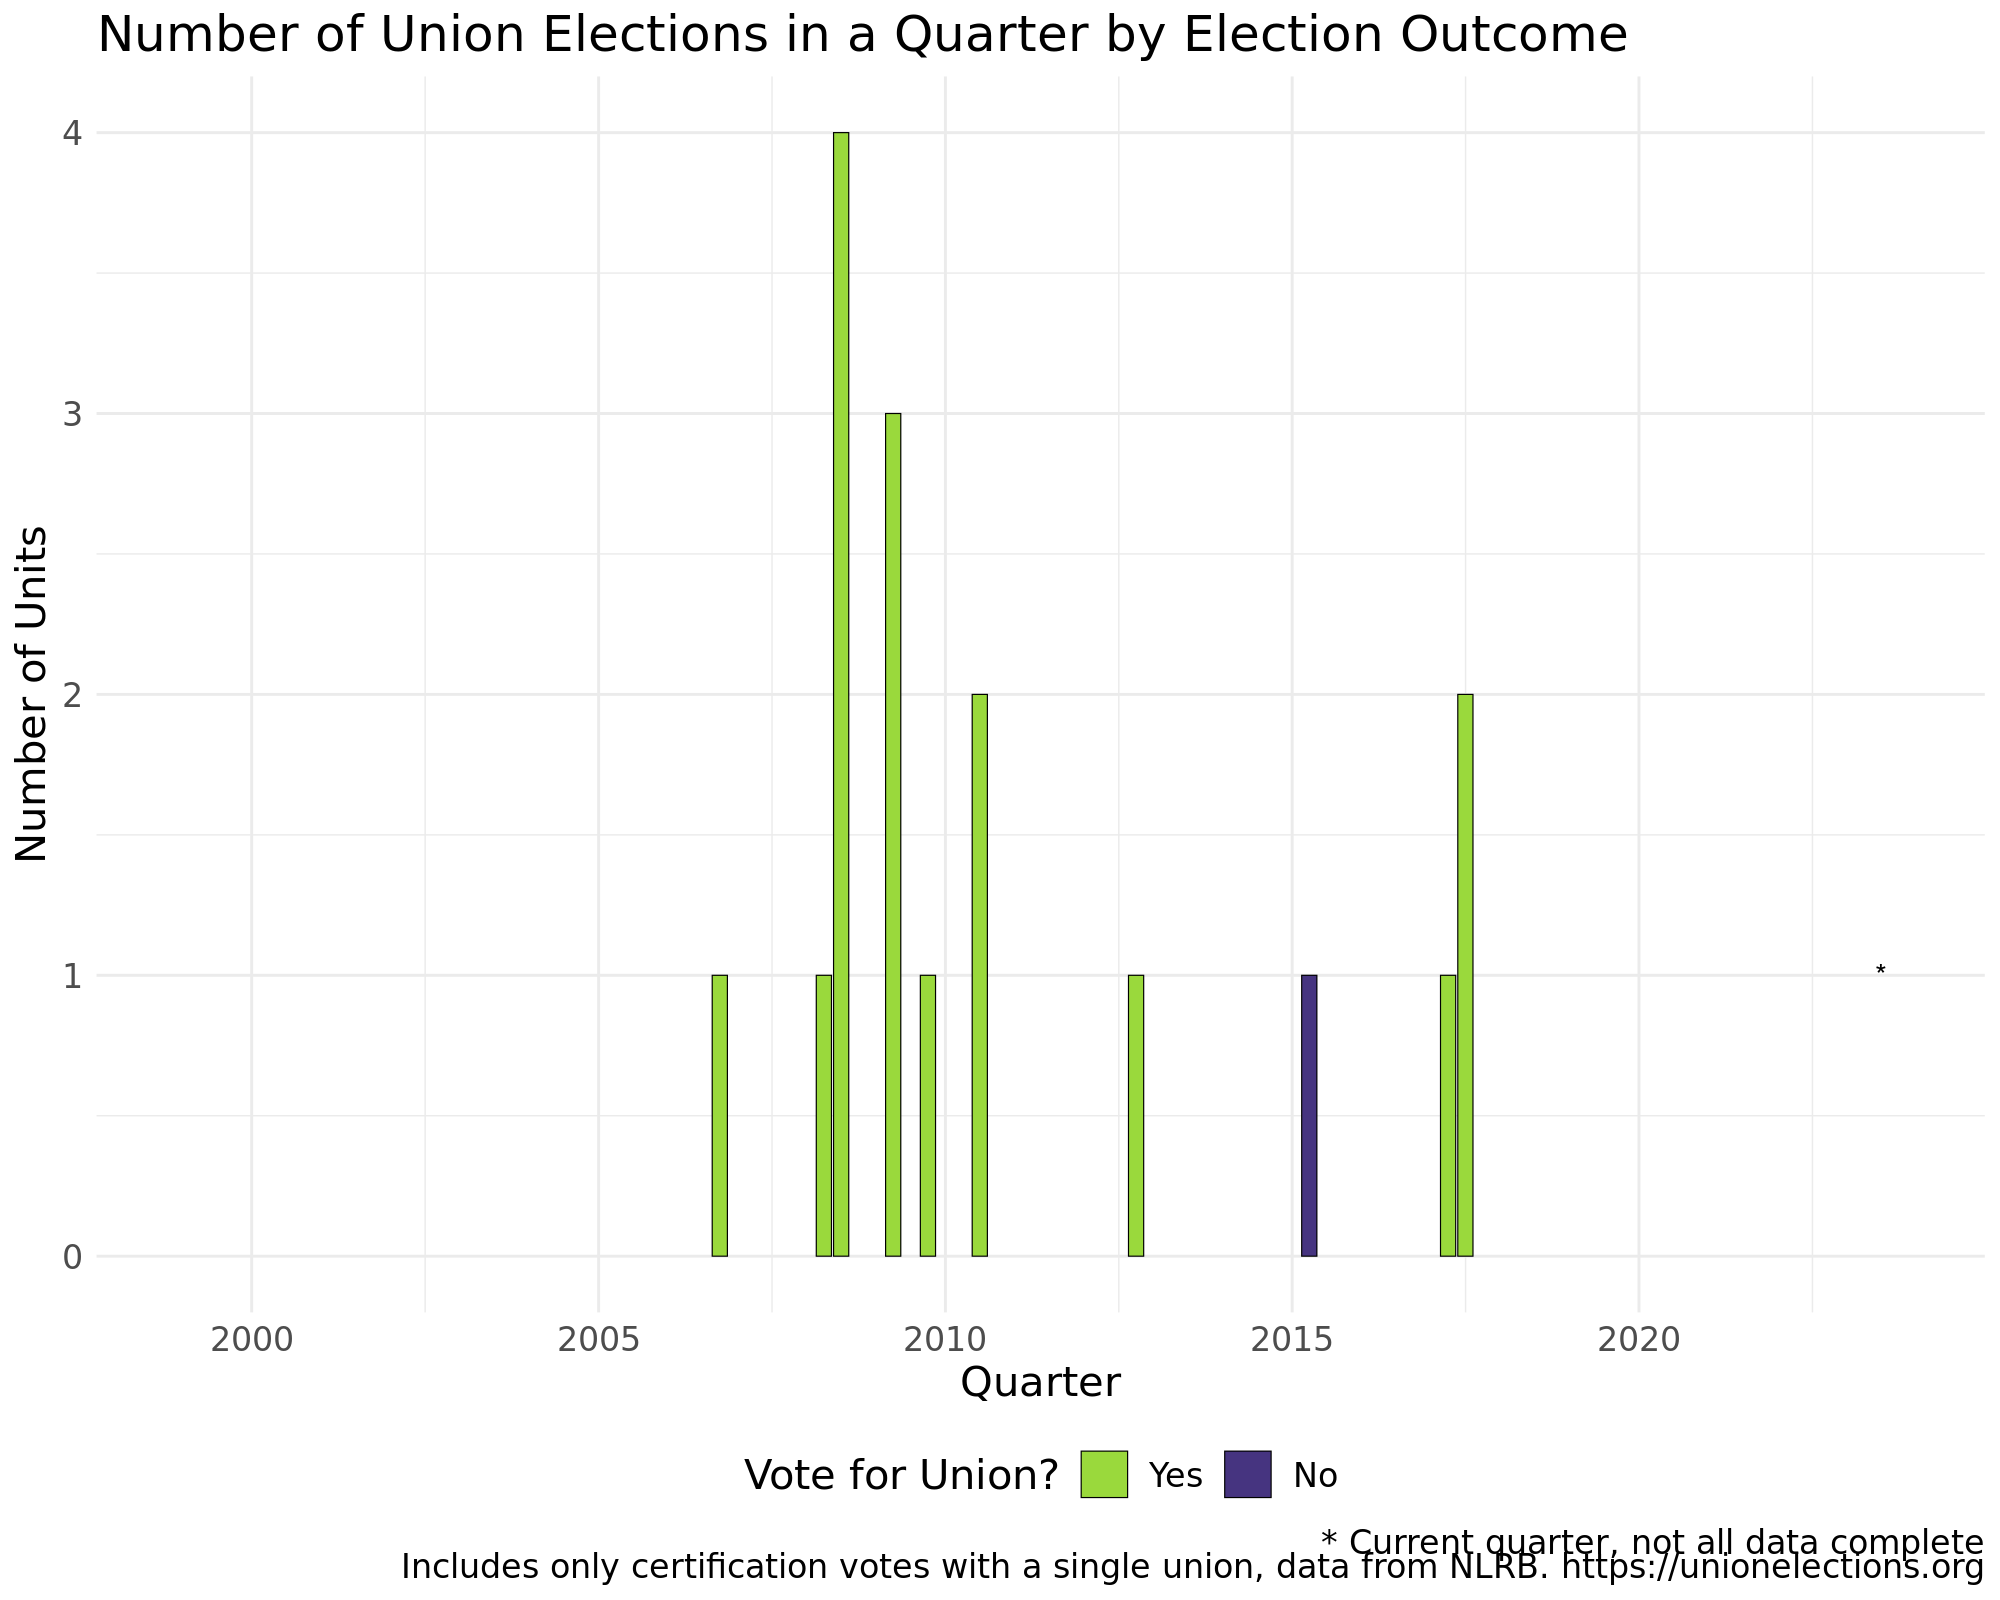 Number of Union Elections in a Quarter by Election Outcome
Number of Units
4
3
2
1
0
*
2000 2005 2010 2015 2020
Quarter
Vote for Union? Yes No
* Current quarter, not all data complete
Includes only certification votes with a single union, data from NLRB. https://unionelections.org